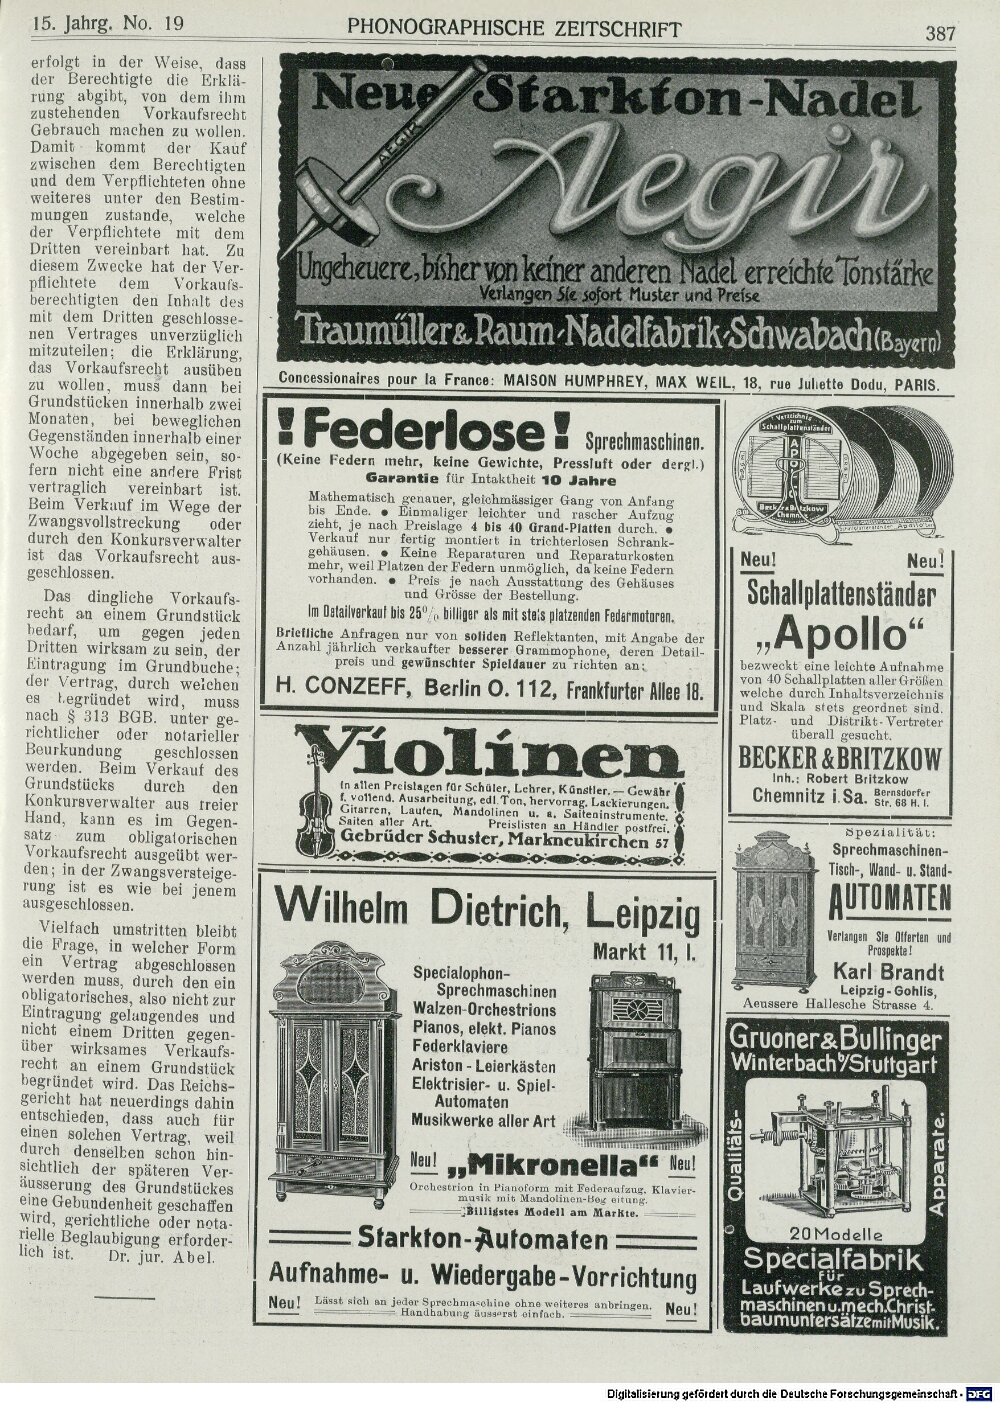 15. Jahrg. No. 19
PHONOGRAPHISCHE ZEITSCHRIFT
387
erfolgt in der Weise, dass
der Berechtigte die Erklä-
rung abgibt, von dem ihm
zustehenden Vorkaufsrecht
Gebrauch machen zu wollen.
Damit kommt der Kauf
zwischen dem Berechtigten
und dem Verpflichteten ohne
weiteres unter den Bestim-
mungen zustande, welche
der Verpflichtete mit dem
Dritten vereinbart hat. Zu
diesem Zwecke hat der Ver-
pflichtete dem Vorkaufs-
berechtigten den Inhalt des
mit dem Dritten geschlosse-
nen Vertrages unverzüglich
mitzuteilen; die Erklärung,
das Vorkaufsrecht ausüben
zu wollen, muss dann bei
Grundstücken innerhalb zwei
Monaten, bei beweglichen
Gegenständen innerhalb einer
Woche abgegeben sein, so-
fern nicht eine andere Frist
vertraglich vereinbart ist.
Beim Verkauf im Wege der
Zwangsvollstreckung oder
durch den Konkursverwalter
ist das Vorkaufsrecht aus-
geschlossen.
Das dingliche Vorkaufs-
recht an einem Grundstück
bedarf, um gegen jeden
Dritten wirksam zu sein, der
Eintragung im Grundbuche;
der Vertrag, durch welchen
es begründet wird, muss
nach § 313 BGB. unter ge-
richtlicher oder notarieller
Beurkundung geschlossen
werden. Beim Verkauf des
Grundstücks durch den
Konkursverwalter aus freier
Hand, kann es im Gegen-
satz zum obligatorischen
Vorkaufsrecht ausgeübt wer-
den; in der Zwangsversteige-
rung ist es wie bei jenem
ausgeschlossen.
Vielfach umstritten bleibt
die Frage, in welcher Form
ein Vertrag abgeschlossen
werden muss, durch den ein
obligatorisches, also nicht zur
Eintragung gelangendes und
nicht einem Dritten gegen-
über wirksames Verkaufs-
recht an einem Grundstück
begründet wird. Das Reichs-
gericht hat neuerdings dahin
entschieden, dass auch für
einen solchen Vertrag, weil
durch denselben schon hin-
sichtlich der späteren Ver-
äusserung des Grundstückes
eine Gebundenheit geschaffen
wird, gerichtliche oder nota-
rielle Beglaubigung erforder-
lich ist. Dr. jur. Abel.
Neue Starkton-Nadel
AEGIR
Aegir
Ungeheuere, bisher von keiner anderen Nadel erreichte Tonstärke
Verlangen Sie sofort Muster und Preise
Traumüller & Raum-Nadelfabrik-Schwabach (Bayern)
Concessionaires pour la France: MAISON HUMPHREY, MAX WEIL, 18, rue Juliette Dodu, PARIS.
! Federlose ! Sprechmaschinen.
(Keine Federn mehr, keine Gewichte, Pressluft oder dergl.)
Garantie für Intaktheit 10 Jahre
Mathematisch genauer, gleichmässiger Gang von Anfang
bis Ende. ● Einmaliger leichter und rascher Aufzug
zieht, je nach Preislage 4 bis 40 Grand-Platten durch. ●
Verkauf nur fertig montiert in trichterlosen Schrank-
gehäusen. ● Keine Reparaturen und Reparaturkosten
mehr, weil Platzen der Federn unmöglich, da keine Federn
vorhanden. ● Preis je nach Ausstattung des Gehäuses
und Grösse der Bestellung.
Im Detailverkauf bis 25% billiger als mit stets platzenden Federmotoren.
Briefliche Anfragen nur von soliden Reflektanten, mit Angabe der
Anzahl jährlich verkaufter besserer Grammophone, deren Detail-
preis und gewünschter Spieldauer zu richten an:
H. CONZEFF, Berlin O. 112, Frankfurter Allee 18.
Violinen
in allen Preislagen für Schüler, Lehrer, Künstler. — Gewähr
f. vollend. Ausarbeitung, edl. Ton, hervorrag. Lackierungen.
Gitarren, Lauten, Mandolinen u. a. Saiteninstrumente.
Saiten aller Art. Preislisten an Händler postfrei.
Gebrüder Schuster, Markneukirchen 57
Wilhelm Dietrich, Leipzig
Markt 11, I.
Specialophon-
Sprechmaschinen
Walzen-Orchestrions
Pianos, elekt. Pianos
Federklaviere
Ariston-Leierkästen
Elektrisier- u. Spiel-
Automaten
Musikwerke aller Art
Neu! „Mikronella“ Neu!
Orchestrion in Pianoform mit Federaufzug, Klavier-
musik mit Mandolinen-Begleitung.
Billigstes Modell am Markte.
Starkton-Automaten
Aufnahme- u. Wiedergabe-Vorrichtung
Neu! Lässt sich an jeder Sprechmaschine ohne weiteres anbringen.
Handhabung äusserst einfach. Neu!
Verzeichnis
zum
Schallplattenständer
APOLLO
Becker & Britzkow
Chemnitz
Schallplattenständer Apollo
Neu! Neu!
Schallplattenständer
„Apollo“
bezweckt eine leichte Aufnahme
von 40 Schallplatten aller Größen
welche durch Inhaltsverzeichnis
und Skala stets geordnet sind.
Platz- und Distrikt-Vertreter
überall gesucht.
BECKER & BRITZKOW
Inh.: Robert Britzkow
Chemnitz i. Sa. Bernsdorfer
Str. 68 H. I.
Spezialität:
Sprechmaschinen-
Tisch-, Wand- u. Stand-
AUTOMATEN
Verlangen Sie Offerten und
Prospekte!
Karl Brandt
Leipzig-Gohlis,
Aeussere Hallesche Strasse 4.
Gruoner & Bullinger
Winterbach b/Stuttgart
Qualitäts-
Apparate.
20 Modelle
Specialfabrik
für
Laufwerke zu Sprech-
maschinen u. mech. Christ-
baumuntersätze mit Musik.
Digitalisierung gefördert durch die Deutsche Forschungsgemeinschaft - DFG